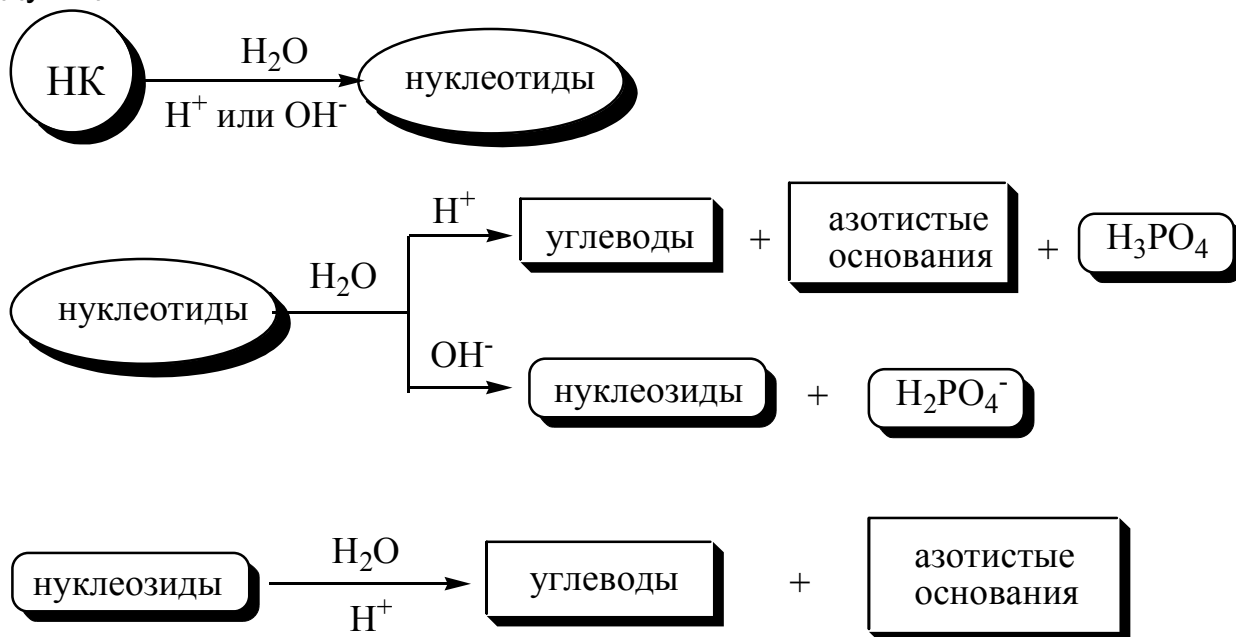 H₂O
НК
нуклеотиды
H⁺ или OH⁻
H⁺
углеводы + азотистые основания + H₃PO₄
H₂O
нуклеотиды
OH⁻
нуклеозиды + H₂PO₄⁻
H₂O
нуклеозиды
углеводы + азотистые основания
H⁺